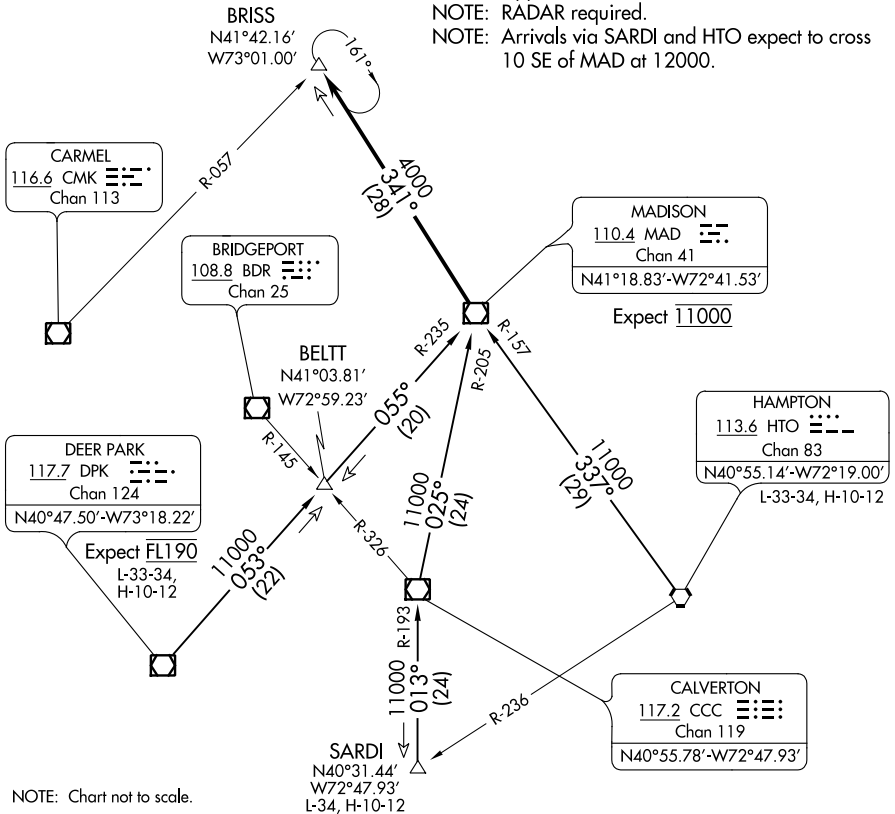 BRISS
N41°42.16′
W73°01.00′
161°
NOTE: RADAR required.
NOTE: Arrivals via SARDI and HTO expect to cross
10 SE of MAD at 12000.
CARMEL
116.6 CMK
Chan 113
R-057
4000
341°
(28)
MADISON
110.4 MAD
Chan 41
N41°18.83′-W72°41.53′
Expect 11000
BRIDGEPORT
108.8 BDR
Chan 25
BELTT
N41°03.81′
W72°59.23′
R-235
R-205
R-157
055°
(20)
R-145
HAMPTON
113.6 HTO
Chan 83
N40°55.14′-W72°19.00′
L-33-34, H-10-12
DEER PARK
117.7 DPK
Chan 124
N40°47.50′-W73°18.22′
Expect FL190
L-33-34,
H-10-12
11000
053°
(22)
R-326
11000
025°
(24)
11000
337°
(29)
R-193
11000
013°
(24)
R-236
CALVERTON
117.2 CCC
Chan 119
N40°55.78′-W72°47.93′
SARDI
N40°31.44′
W72°47.93′
L-34, H-10-12
NOTE: Chart not to scale.